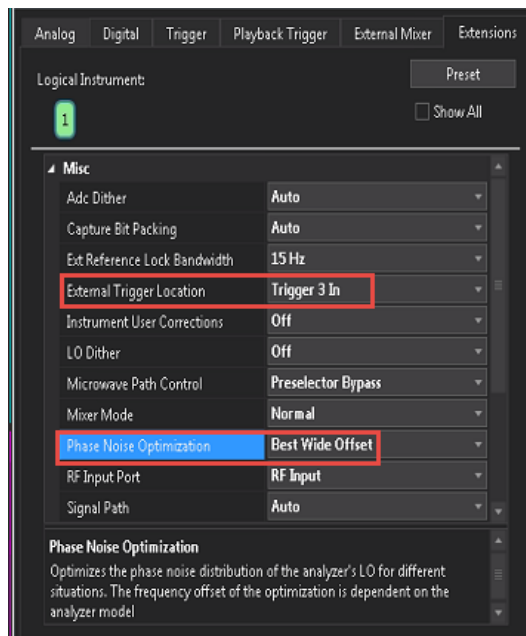 Analog Digital Trigger Playback Trigger External Mixer Extensions
Logical Instrument: Preset
1 Show All
Misc
Adc Dither Auto
Capture Bit Packing Auto
Ext Reference Lock Bandwidth 15 Hz
External Trigger Location Trigger 3 In
Instrument User Corrections Off
LO Dither Off
Microwave Path Control Preselector Bypass
Mixer Mode Normal
Phase Noise Optimization Best Wide Offset
RF Input Port RF Input
Signal Path Auto
Phase Noise Optimization
Optimizes the phase noise distribution of the analyzer's LO for different
situations. The frequency offset of the optimization is dependent on the
analyzer model